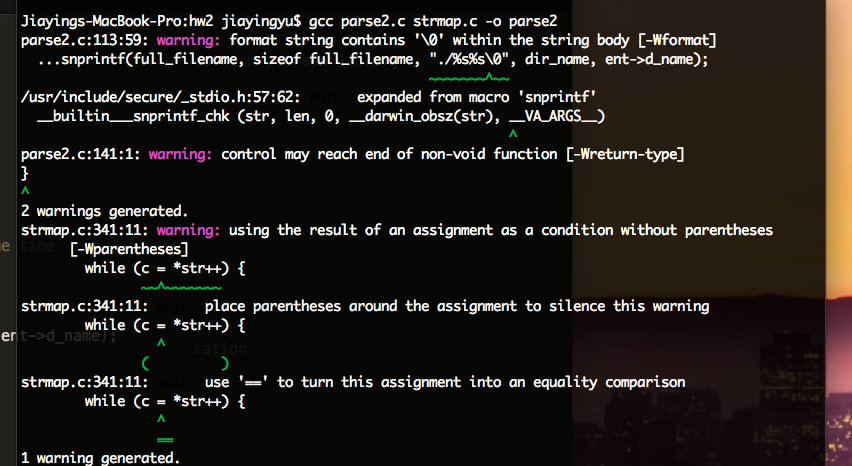 Jiayings-MacBook-Pro:hw2 jiayingyu$ gcc parse2.c strmap.c -o parse2
parse2.c:113:59: warning: format string contains '\0' within the string body [-Wformat]
...snprintf(full_filename, sizeof full_filename, "./%s%s\0", dir_name, ent->d_name);
~~~~~~~^~
/usr/include/secure/_stdio.h:57:62: note: expanded from macro 'snprintf'
__builtin___snprintf_chk (str, len, 0, __darwin_obsz(str), __VA_ARGS__)
^
parse2.c:141:1: warning: control may reach end of non-void function [-Wreturn-type]
}
^
2 warnings generated.
strmap.c:341:11: warning: using the result of an assignment as a condition without parentheses
[-Wparentheses]
while (c = *str++) {
~~^~~~~~~~
strmap.c:341:11: note: place parentheses around the assignment to silence this warning
while (c = *str++) {
^
( )
strmap.c:341:11: note: use '==' to turn this assignment into an equality comparison
while (c = *str++) {
^
==
1 warning generated.
e time
ent->d_name);
zation